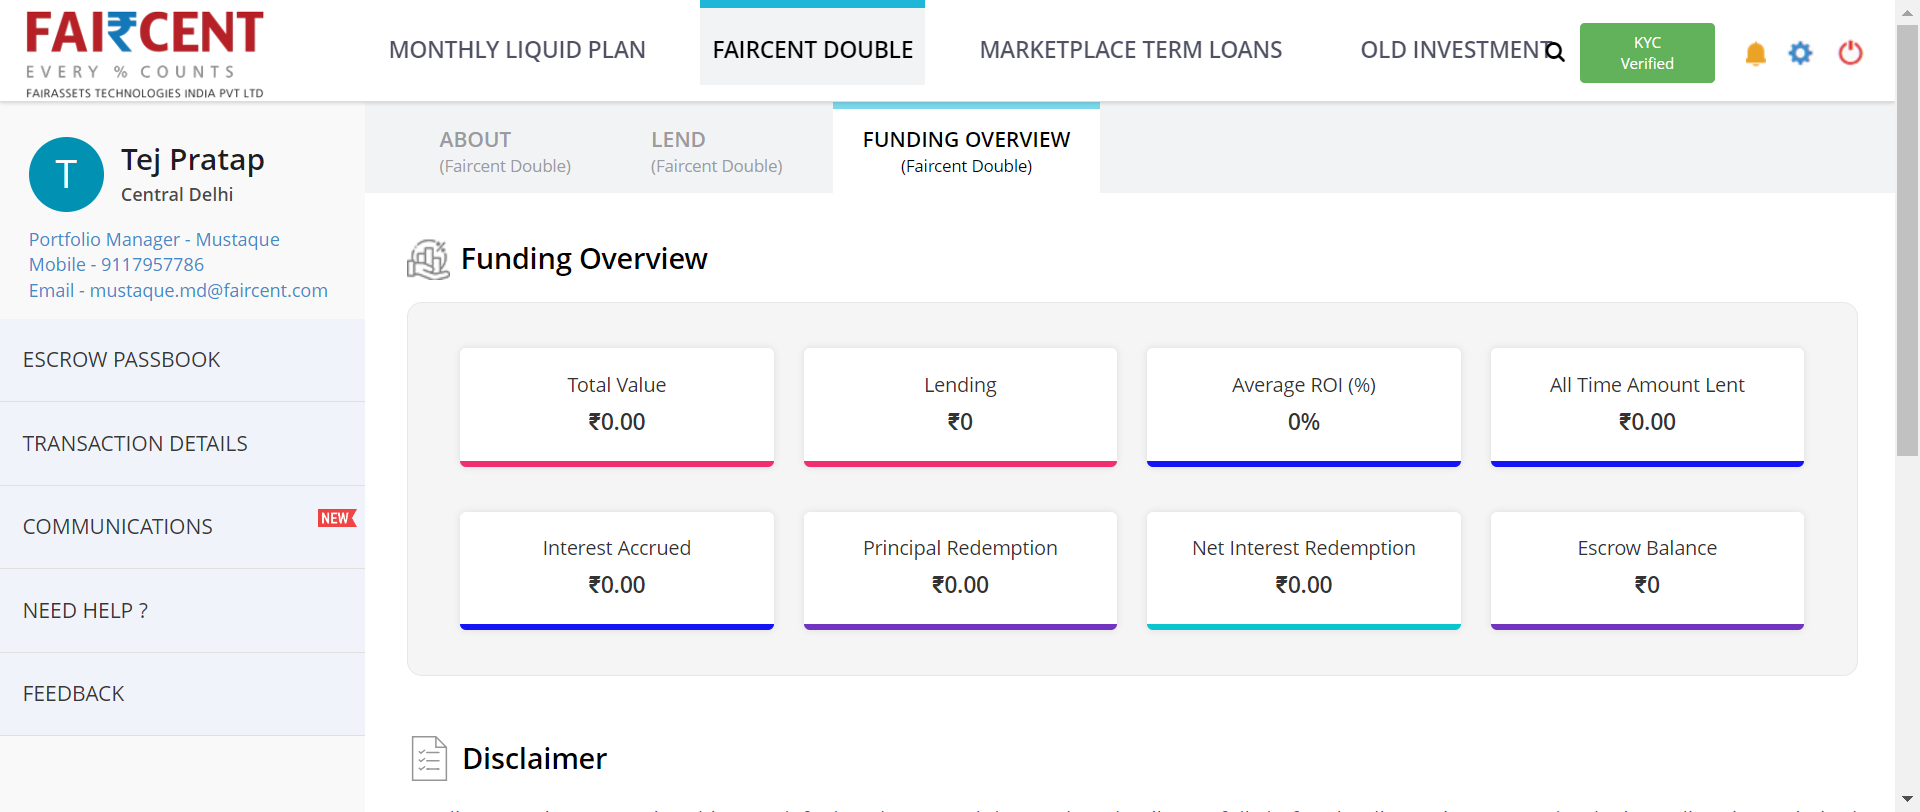 FAI₹CENT
EVERY % COUNTS
FAIRASSETS TECHNOLOGIES INDIA PVT LTD
MONTHLY LIQUID PLAN
FAIRCENT DOUBLE
MARKETPLACE TERM LOANS
OLD INVESTMENT
KYC
Verified
T
Tej Pratap
Central Delhi
Portfolio Manager - Mustaque
Mobile - 9117957786
Email - mustaque.md@faircent.com
ESCROW PASSBOOK
TRANSACTION DETAILS
COMMUNICATIONS
NEW
NEED HELP ?
FEEDBACK
ABOUT
(Faircent Double)
LEND
(Faircent Double)
FUNDING OVERVIEW
(Faircent Double)
Funding Overview
Total Value
₹0.00
Lending
₹0
Average ROI (%)
0%
All Time Amount Lent
₹0.00
Interest Accrued
₹0.00
Principal Redemption
₹0.00
Net Interest Redemption
₹0.00
Escrow Balance
₹0
Disclaimer